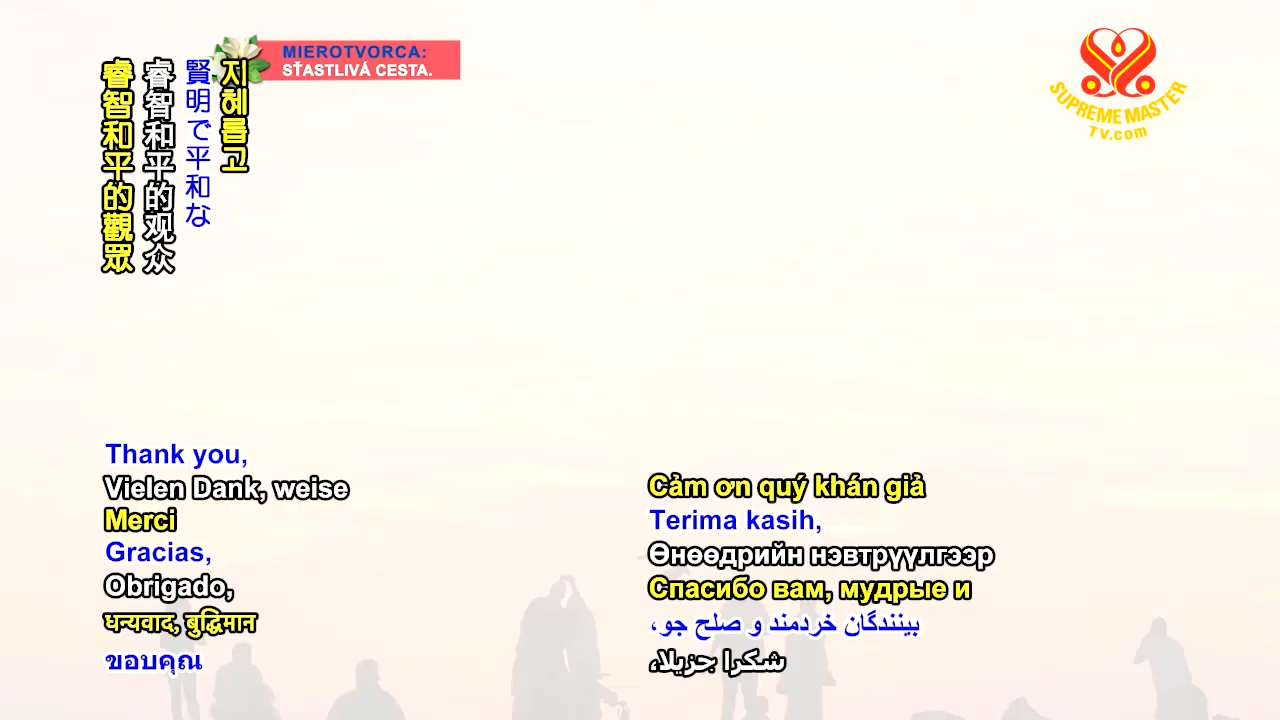 MIEROTVORCA:
SŤASTLIVÁ CESTA.
SUPREME MASTER
TV.com
지혜롭고
賢明で平和な
睿智和平的观众
睿智和平的觀眾
Thank you,
Vielen Dank, weise
Merci
Gracias,
Obrigado,
धन्यवाद, बुद्धिमान
ขอบคุณ
Cảm ơn quý khán giả
Terima kasih,
Өнөөдрийн нэвтрүүлгээр
Спасибо вам, мудрые и
بینندگان خردمند و صلح جو،
شكرا جزيلا،